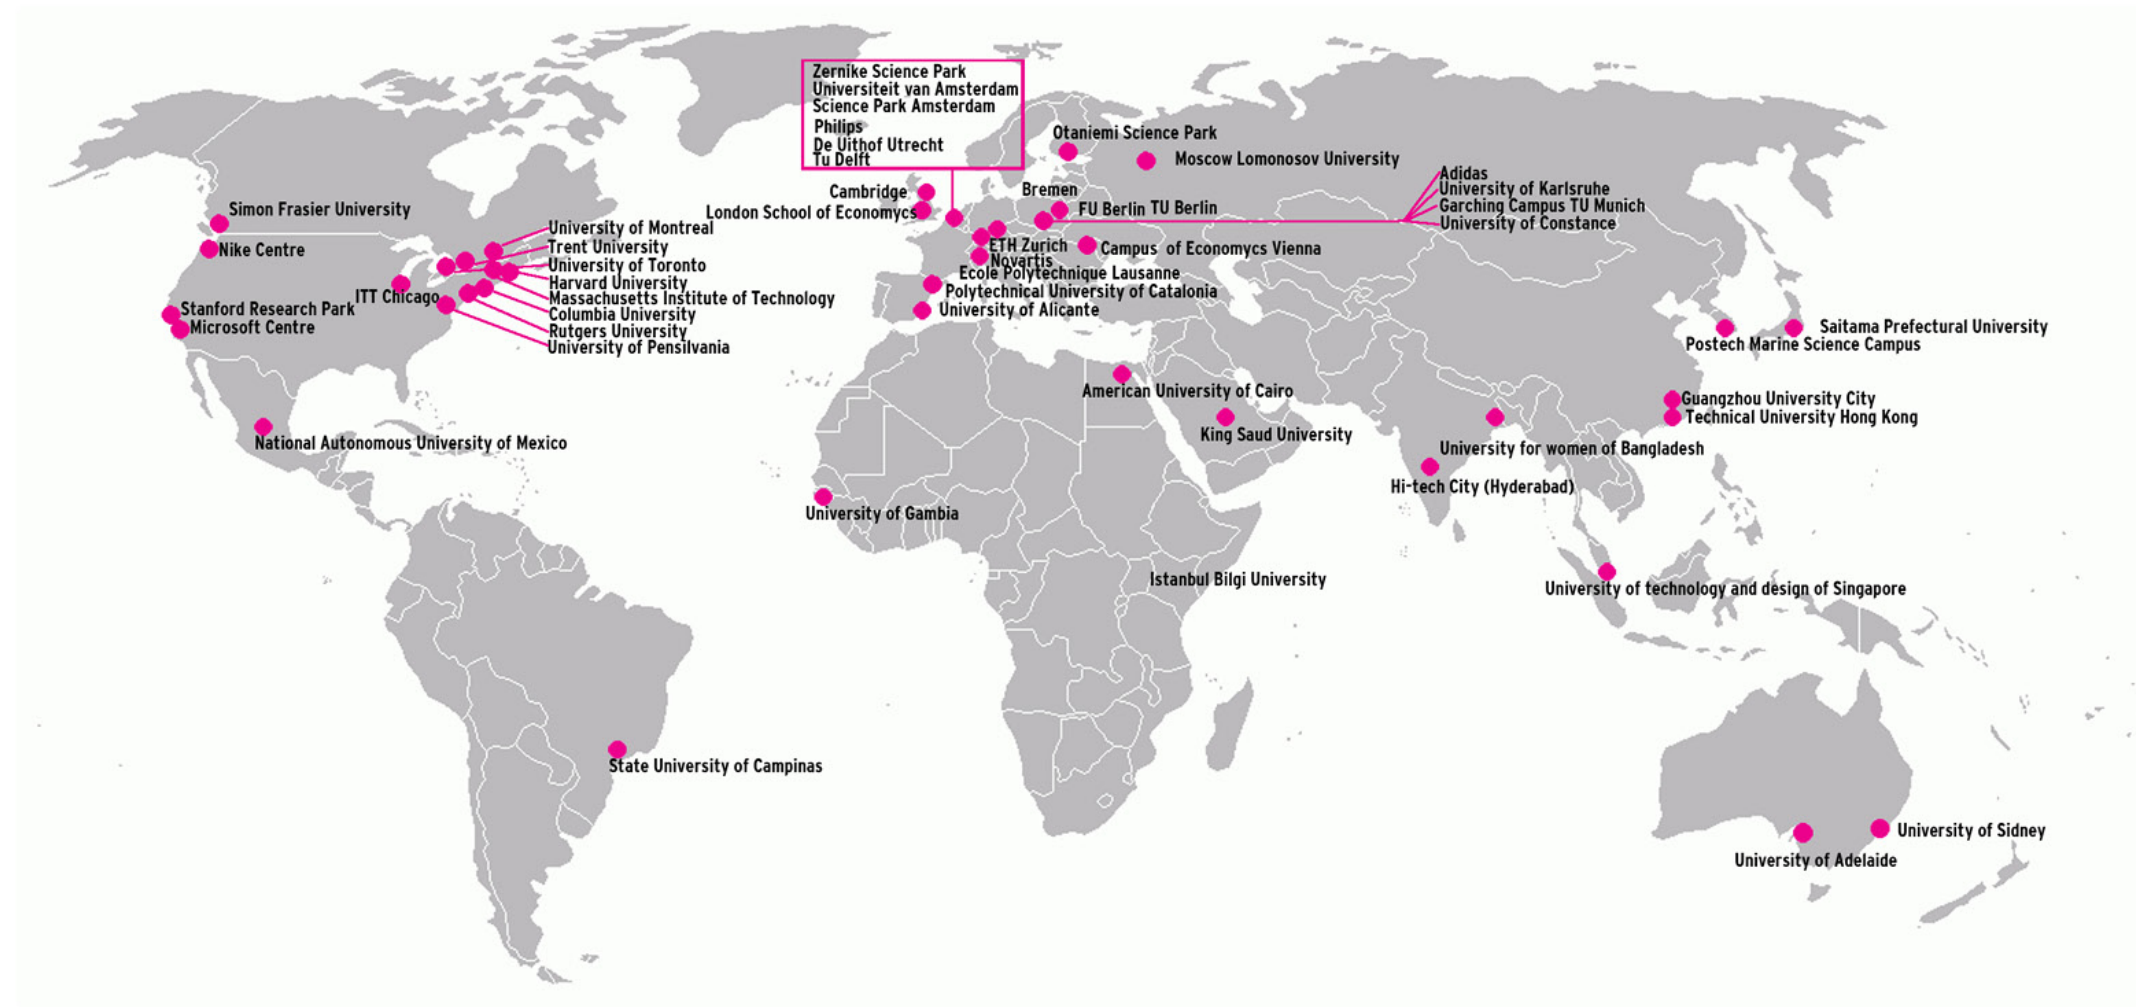 Zernike Science Park
Universiteit van Amsterdam
Science Park Amsterdam
Philips
De Uithof Utrecht
Tu Delft
Otaniemi Science Park
Moscow Lomonosov University
Cambridge
London School of Economycs
Bremen
FU Berlin TU Berlin
Adidas
University of Karlsruhe
Garching Campus TU Munich
University of Constance
ETH Zurich
Novartis
Campus of Economycs Vienna
Ecole Polytechnique Lausanne
Polytechnical University of Catalonia
University of Alicante
Simon Frasier University
Nike Centre
University of Montreal
Trent University
University of Toronto
Harvard University
Massachusetts Institute of Technology
Columbia University
Rutgers University
University of Pensilvania
ITT Chicago
Stanford Research Park
Microsoft Centre
National Autonomous University of Mexico
State University of Campinas
American University of Cairo
King Saud University
University of Gambia
Istanbul Bilgi University
Saitama Prefectural University
Postech Marine Science Campus
Guangzhou University City
Technical University Hong Kong
University for women of Bangladesh
Hi-tech City (Hyderabad)
University of technology and design of Singapore
University of Sidney
University of Adelaide